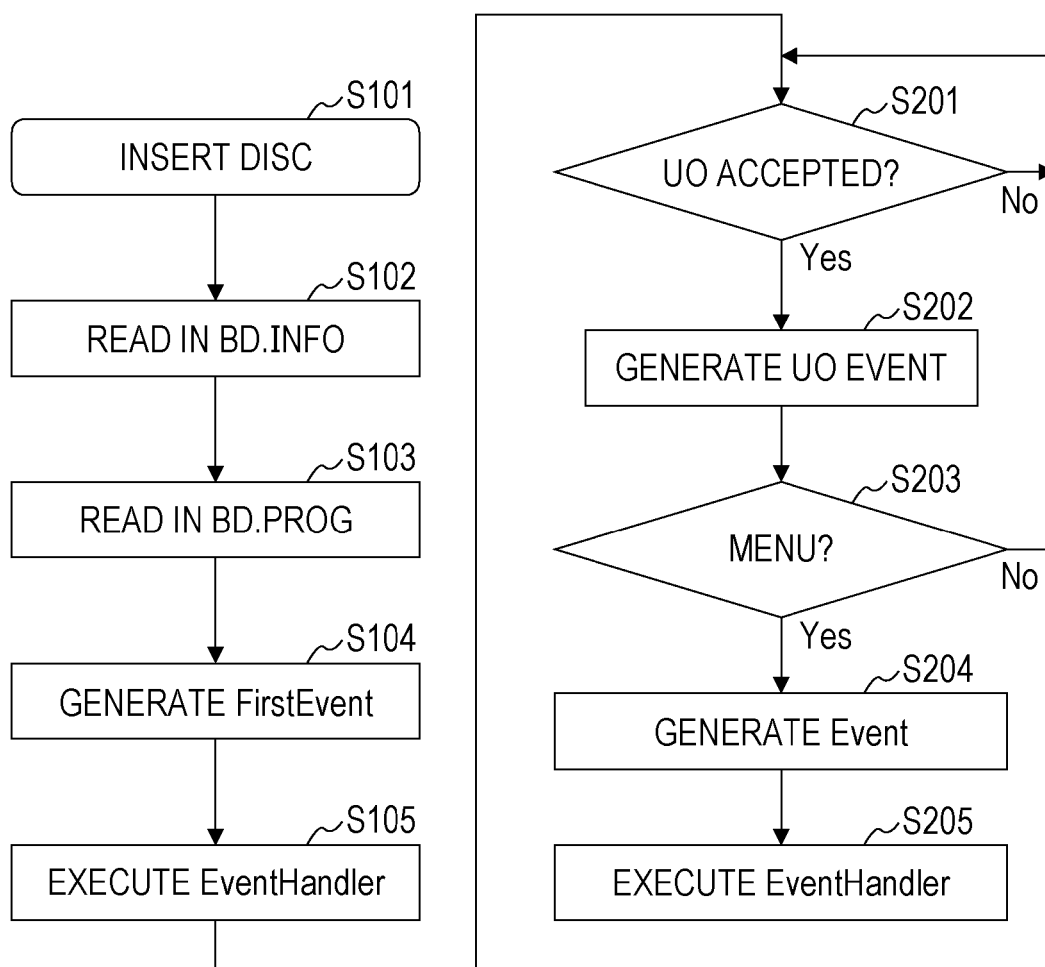 S101
INSERT DISC
S102
READ IN BD.INFO
S103
READ IN BD.PROG
S104
GENERATE FirstEvent
S105
EXECUTE EventHandler
S201
UO ACCEPTED?
No
Yes
S202
GENERATE UO EVENT
S203
MENU?
No
Yes
S204
GENERATE Event
S205
EXECUTE EventHandler